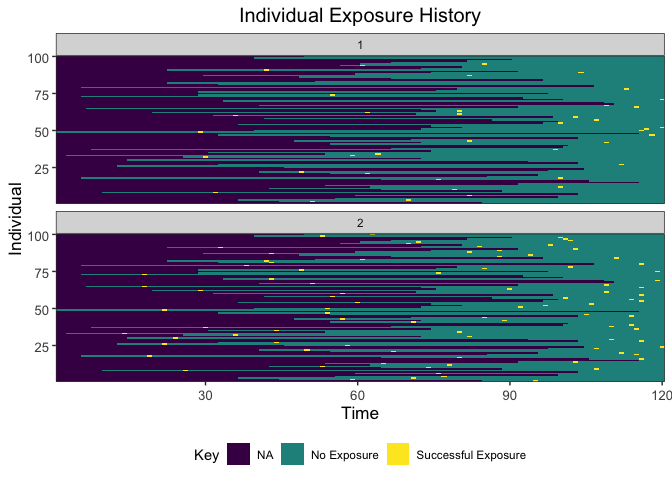 Individual Exposure History
1
100
75
50
25
2
100
75
50
25
Individual
30 60 90 120
Time
Key NA No Exposure Successful Exposure